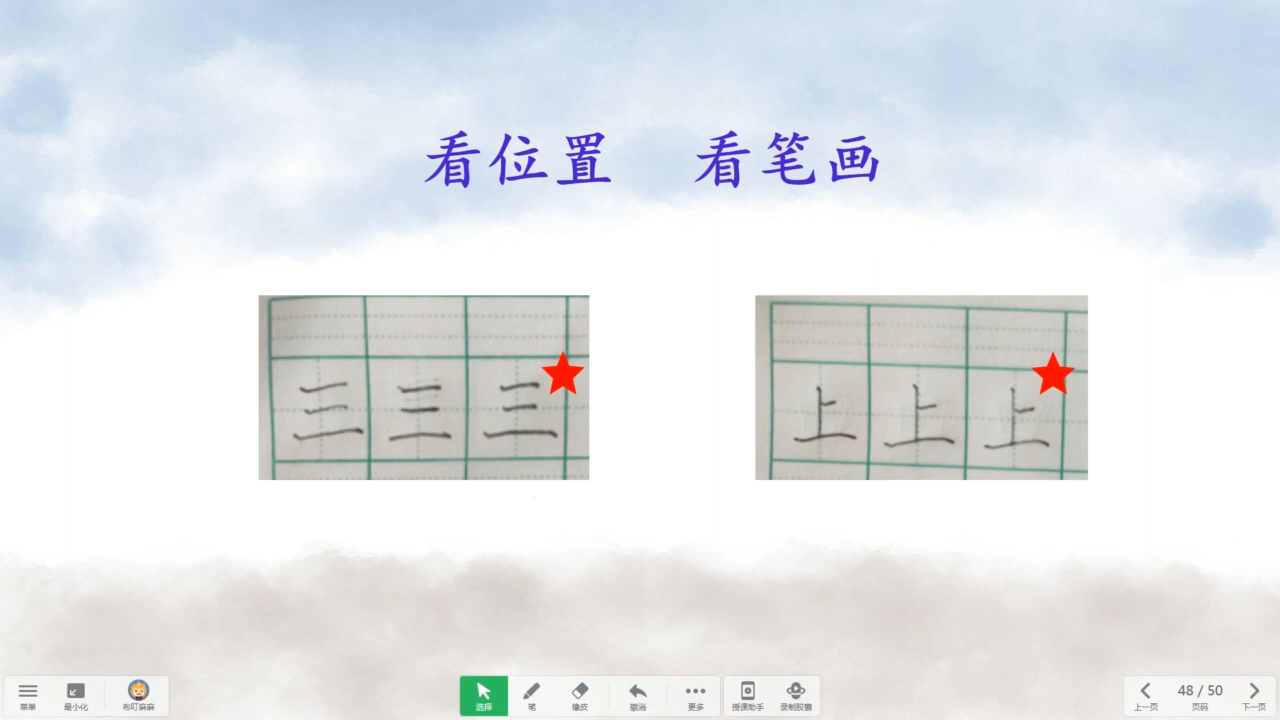 看位置 看笔画
三 三 三
上 上 上
菜单 最小化 布叮麻麻 选择 笔 橡皮 撤消 更多 授课助手 录制胶囊 上一页 48 / 50 页码 下一页